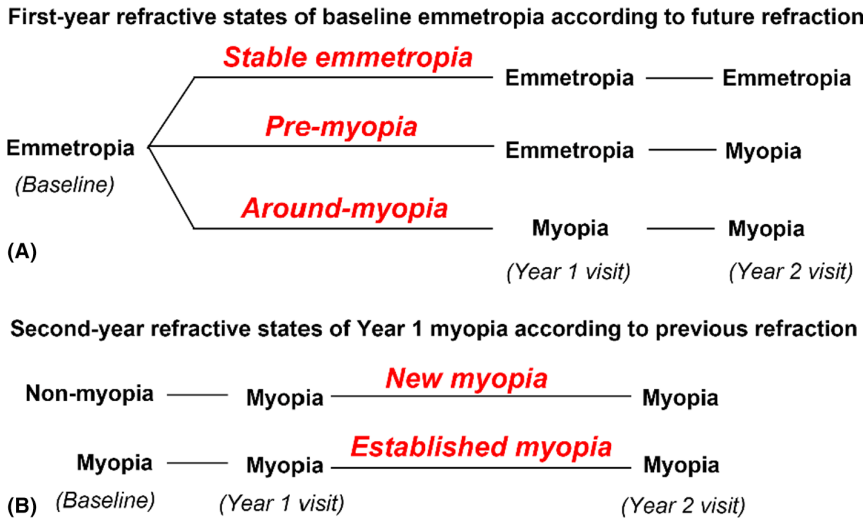 First-year refractive states of baseline emmetropia according to future refraction
Stable emmetropia
Emmetropia
Emmetropia
Pre-myopia
Emmetropia
Emmetropia
Myopia
(Baseline)
Around-myopia
Myopia
Myopia
(A)
(Year 1 visit)
(Year 2 visit)
Second-year refractive states of Year 1 myopia according to previous refraction
New myopia
Non-myopia
Myopia
Myopia
Established myopia
Myopia
Myopia
Myopia
(B)
(Baseline)
(Year 1 visit)
(Year 2 visit)